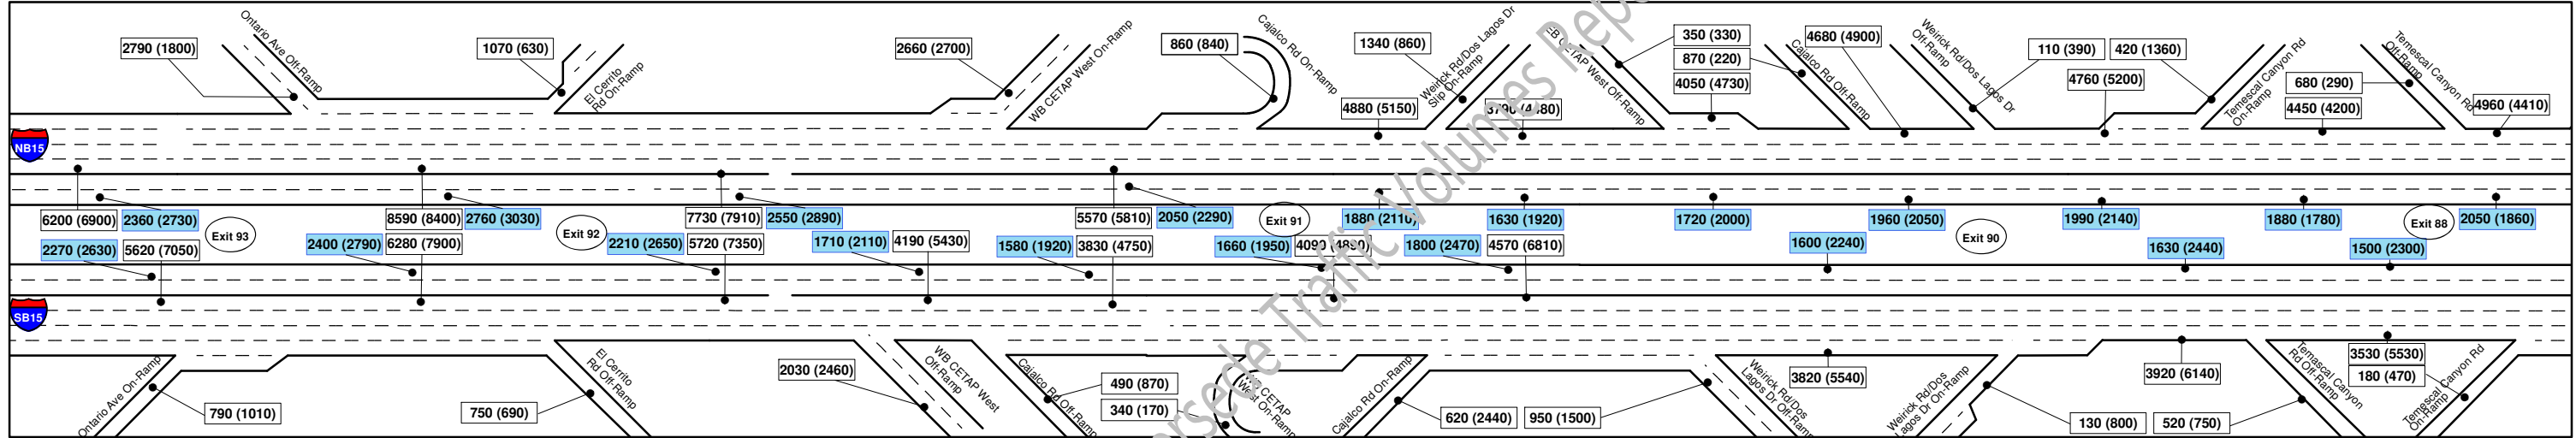 Ontario Ave Off-Ramp
2790 (1800)
1070 (630)
El Cerrito
Rd On-Ramp
2660 (2700)
WB CETAP West On-Ramp
860 (840)
Cajalco Rd On-Ramp
1340 (860)
Weirick Rd/Dos Lagos Dr
Slip On-Ramp
4880 (5150)
EB CETAP West Off-Ramp
350 (330)
870 (220)
4050 (4730)
Cajalco Rd Off-Ramp
4680 (4900)
Weirick Rd/Dos Lagos Dr
Off-Ramp
110 (390)
420 (1360)
4760 (5200)
Temescal Canyon Rd
On-Ramp
680 (290)
4450 (4200)
Temescal Canyon Rd
Off-Ramp
4960 (4410)
NB15
6200 (6900)
2360 (2730)
Exit 93
8590 (8400)
2760 (3030)
Exit 92
7730 (7910)
2550 (2890)
5570 (5810)
2050 (2290)
Exit 91
1880 (2110)
1630 (1920)
1720 (2000)
1960 (2050)
Exit 90
1990 (2140)
1880 (1780)
Exit 88
2050 (1860)
2270 (2630)
5620 (7050)
2400 (2790)
6280 (7900)
2210 (2650)
5720 (7350)
1710 (2110)
4190 (5430)
1580 (1920)
3830 (4750)
1660 (1950)
1800 (2470)
4570 (6810)
1600 (2240)
1630 (2440)
1500 (2300)
SB15
Ontario Ave On-Ramp
790 (1010)
750 (690)
El Cerrito
Rd Off-Ramp
2030 (2460)
WB CETAP West
Off-Ramp
Cajalco Rd Off-Ramp
490 (870)
340 (170)
CETAP
West On-Ramp
Cajalco Rd On-Ramp
620 (2440)
950 (1500)
Weirick Rd/Dos
Lagos Dr Off-Ramp
3820 (5540)
Weirick Rd/Dos
Lagos Dr On-Ramp
130 (800)
520 (750)
3920 (6140)
Temescal Canyon
Rd Off-Ramp
3530 (5530)
180 (470)
Temescal Canyon Rd
On-Ramp
Traffic Volumes